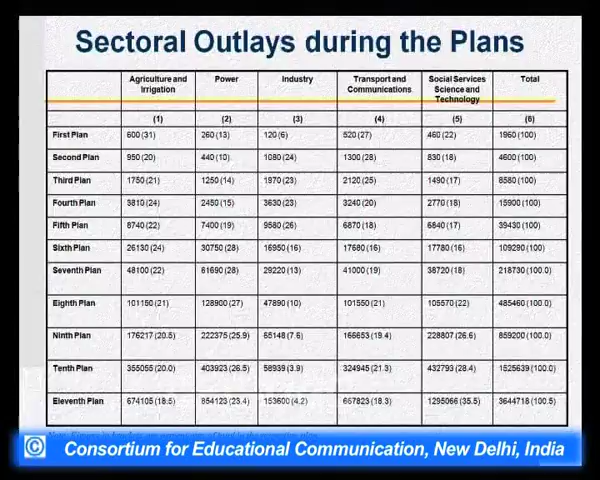 Sectoral Outlays during the Plans
Agriculture and Irrigation Power Industry Transport and Communications Social Services Science and Technology Total
(1) (2) (3) (4) (5) (6)
First Plan 600 (31) 260 (13) 120 (6) 520 (27) 460 (22) 1960 (100)
Second Plan 950 (20) 440 (10) 1080 (24) 1300 (28) 830 (18) 4600 (100)
Third Plan 1750 (21) 1250 (14) 1970 (23) 2120 (25) 1490 (17) 8580 (100)
Fourth Plan 3810 (24) 2450 (15) 3630 (23) 3240 (20) 2770 (18) 15900 (100)
Fifth Plan 8740 (22) 7400 (19) 9580 (26) 6870 (18) 6840 (17) 39430 (100)
Sixth Plan 26130 (24) 30750 (28) 16950 (16) 17680 (16) 17780 (16) 109290 (100)
Seventh Plan 48100 (22) 61690 (28) 29220 (13) 41000 (19) 38720 (18) 218730 (100.0)
Eighth Plan 101150 (21) 128900 (27) 47890 (10) 101550 (21) 105570 (22) 485460 (100.0)
Ninth Plan 176217 (20.5) 222375 (25.9) 65148 (7.6) 166653 (19.4) 228807 (26.6) 859200 (100.0)
Tenth Plan 355055 (20.0) 403923 (26.5) 58939 (3.9) 324945 (21.3) 432793 (28.4) 1525639 (100.0)
Eleventh Plan 674105 (18.5) 854123 (23.4) 153600 (4.2) 667823 (18.3) 1295066 (35.5) 3644718 (100.5)
© Consortium for Educational Communication, New Delhi, India